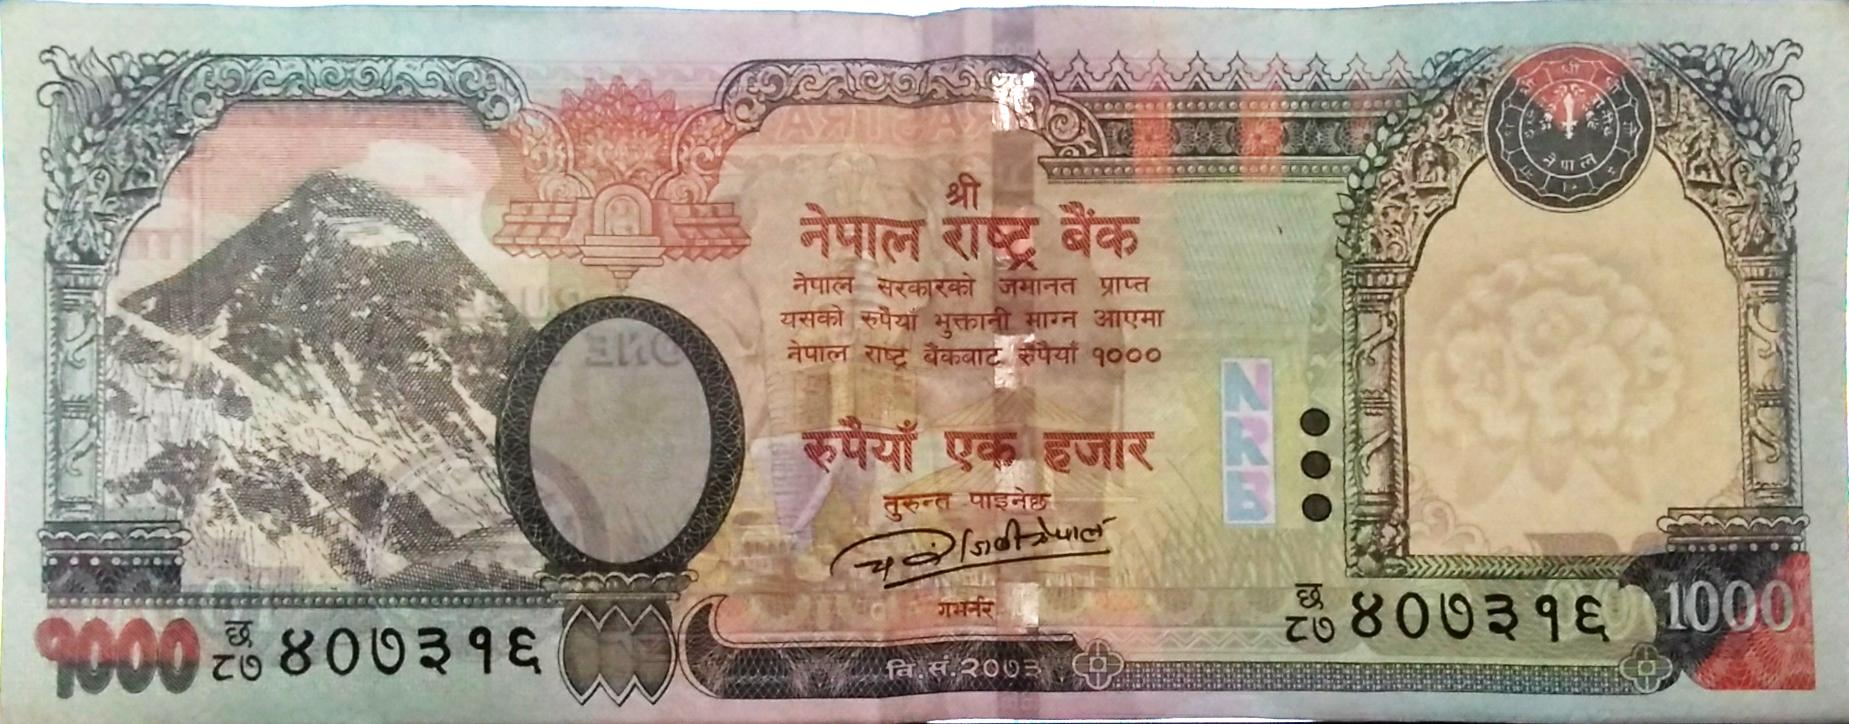 श्री
नेपाल राष्ट्र बैंक
नेपाल सरकारको जमानत प्राप्त
यसको रुपैयाँ भुक्तानी माग्न आएमा
नेपाल राष्ट्र बैंकबाट रुपैयाँ १०००
रुपैयाँ एक हजार
तुरुन्त पाइनेछ
गभर्नर
NRB
नेपाल
१००० छ ८७ ४०७३१६
वि.सं.२०७३
छ ८७ ४०७३१६ 1000